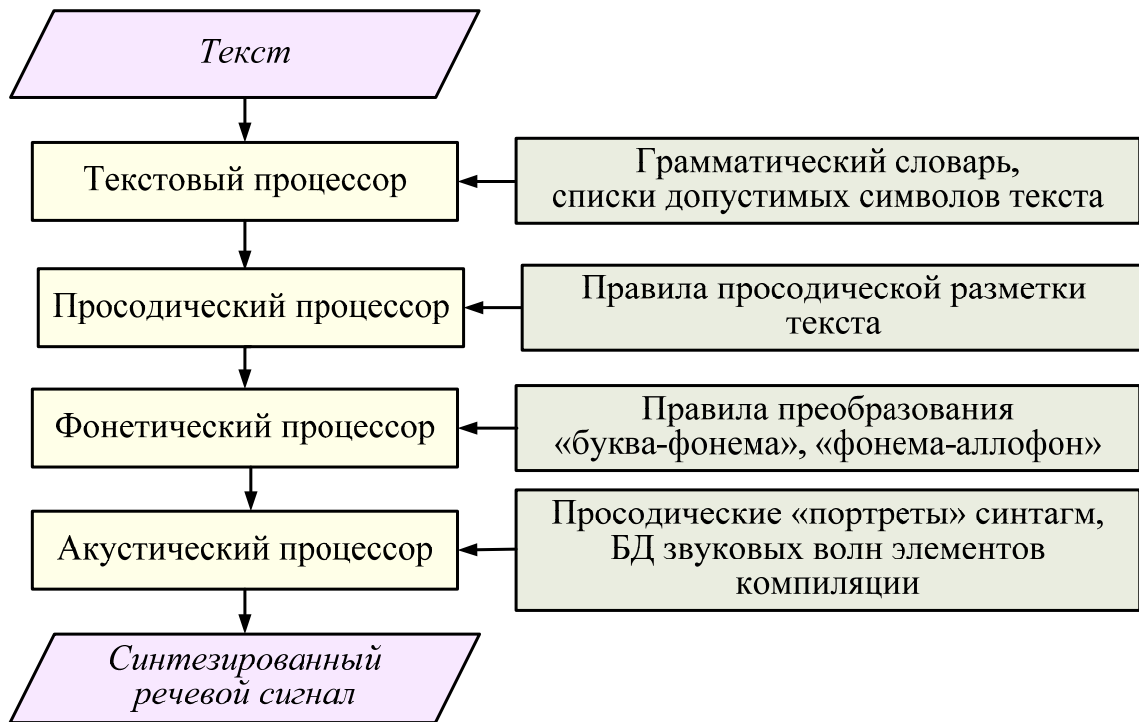 Текст
Текстовый процессор
Грамматический словарь,
списки допустимых символов текста
Просодический процессор
Правила просодической разметки
текста
Фонетический процессор
Правила преобразования
«буква-фонема», «фонема-аллофон»
Акустический процессор
Просодические «портреты» синтагм,
БД звуковых волн элементов
компиляции
Синтезированный
речевой сигнал